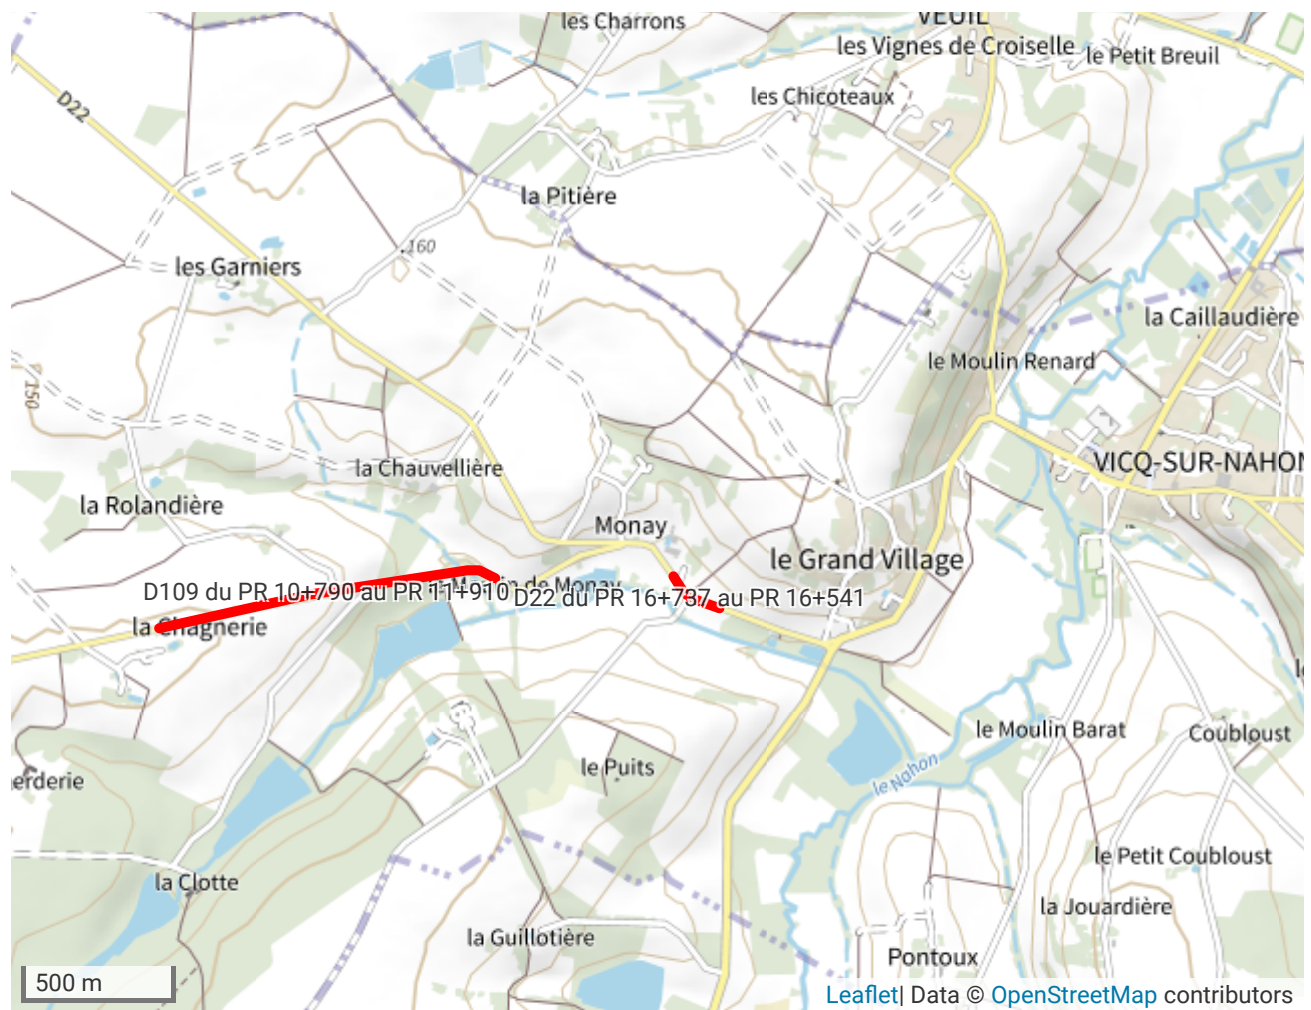 les Charrons
VEUIL
les Vignes de Croiselle
le Petit Breuil
les Chicoteaux
D22
la Pitière
160
les Garniers
la Caillaudière
le Moulin Renard
150
la Chauvellière
VICQ-SUR-NAHON
la Rolandière
Monay
le Grand Village
D109 du PR 10+790 au PR 11+910
D22 du PR 16+737 au PR 16+541
la Chagnerie
le Moulin Barat
Coubloust
le Puits
le Nahon
erderie
le Petit Coubloust
la Clotte
la Jouardière
la Guillotière
Pontoux
500 m
Leaflet| Data © OpenStreetMap contributors